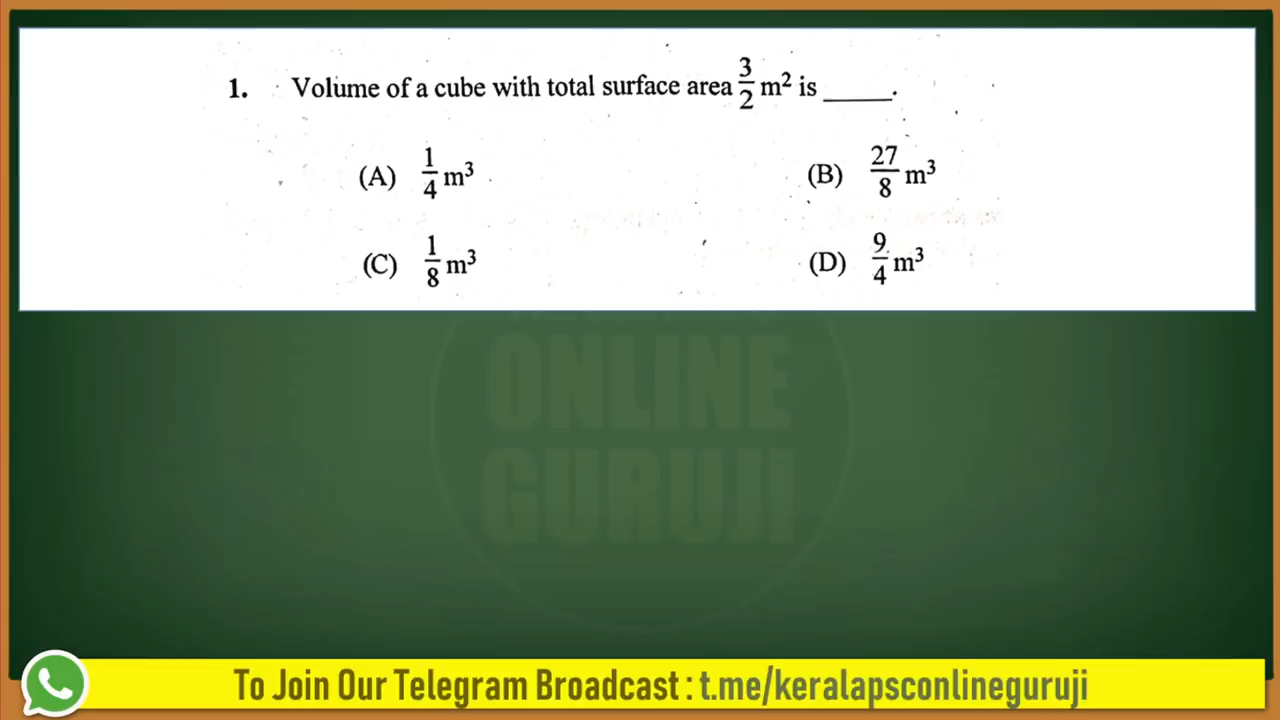 1. Volume of a cube with total surface area 3/2 m² is _____.
(A) 1/4 m³ (B) 27/8 m³
(C) 1/8 m³ (D) 9/4 m³
ONLINE
GURUJI
To Join Our Telegram Broadcast : t.me/keralapsconlineguruji